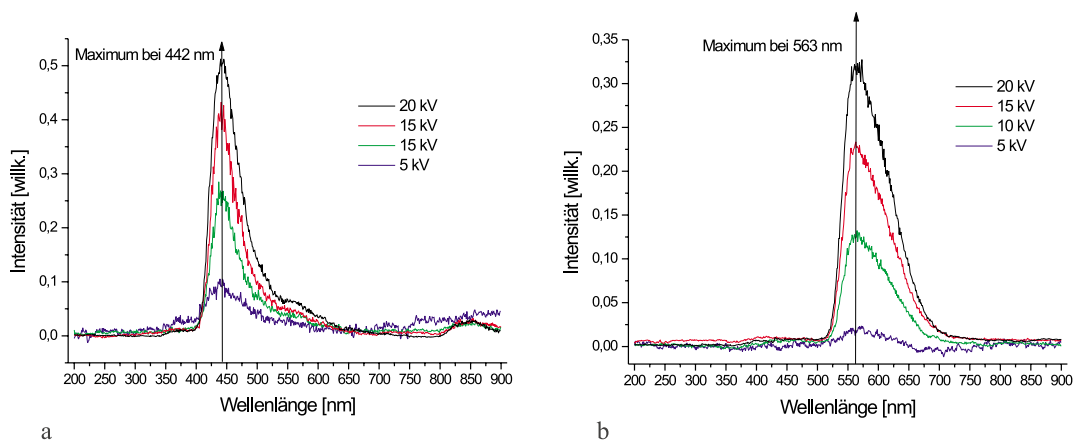 Maximum bei 442 nm
0,5
0,4
0,3
0,2
0,1
0,0
Intensität [willk.]
20 kV
15 kV
15 kV
5 kV
200 250 300 350 400 450 500 550 600 650 700 750 800 850 900
Wellenlänge [nm]
a
Maximum bei 563 nm
0,35
0,30
0,25
0,20
0,15
0,10
0,05
0,00
Intensität [willk.]
20 kV
15 kV
10 kV
5 kV
200 250 300 350 400 450 500 550 600 650 700 750 800 850 900
Wellenlänge [nm]
b